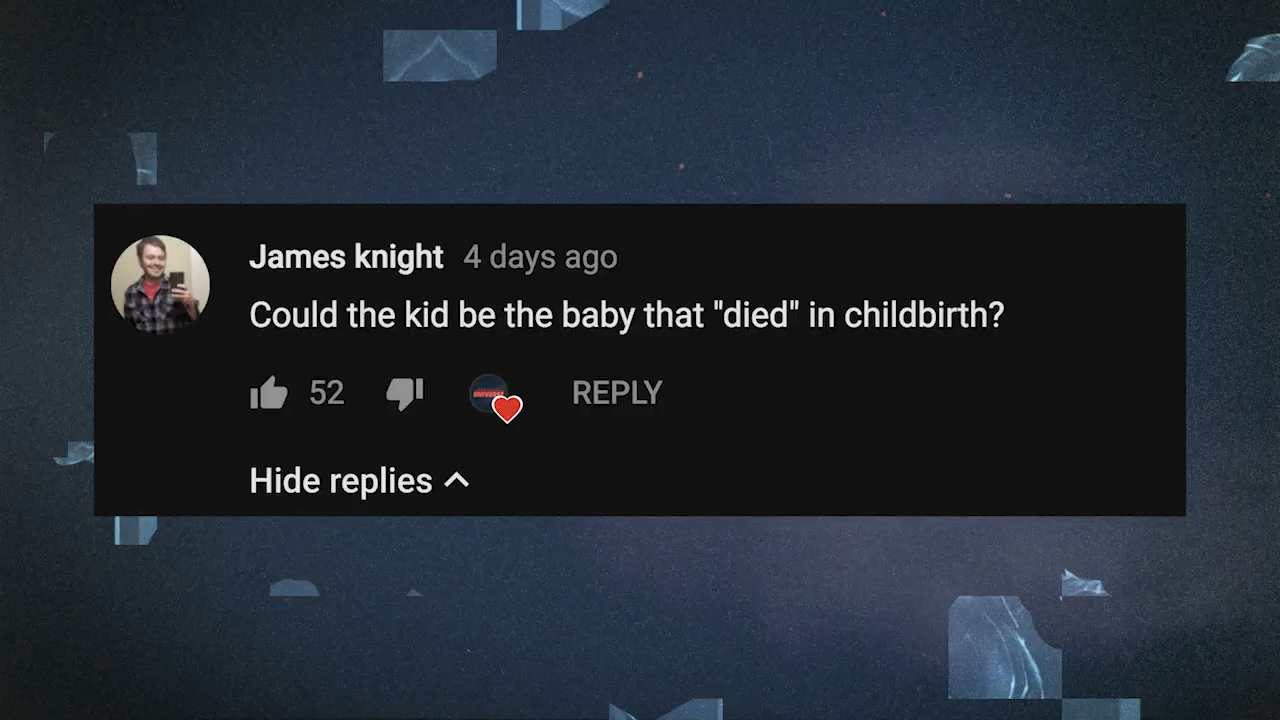 James knight 4 days ago
Could the kid be the baby that "died" in childbirth?
52 REPLY
Hide replies